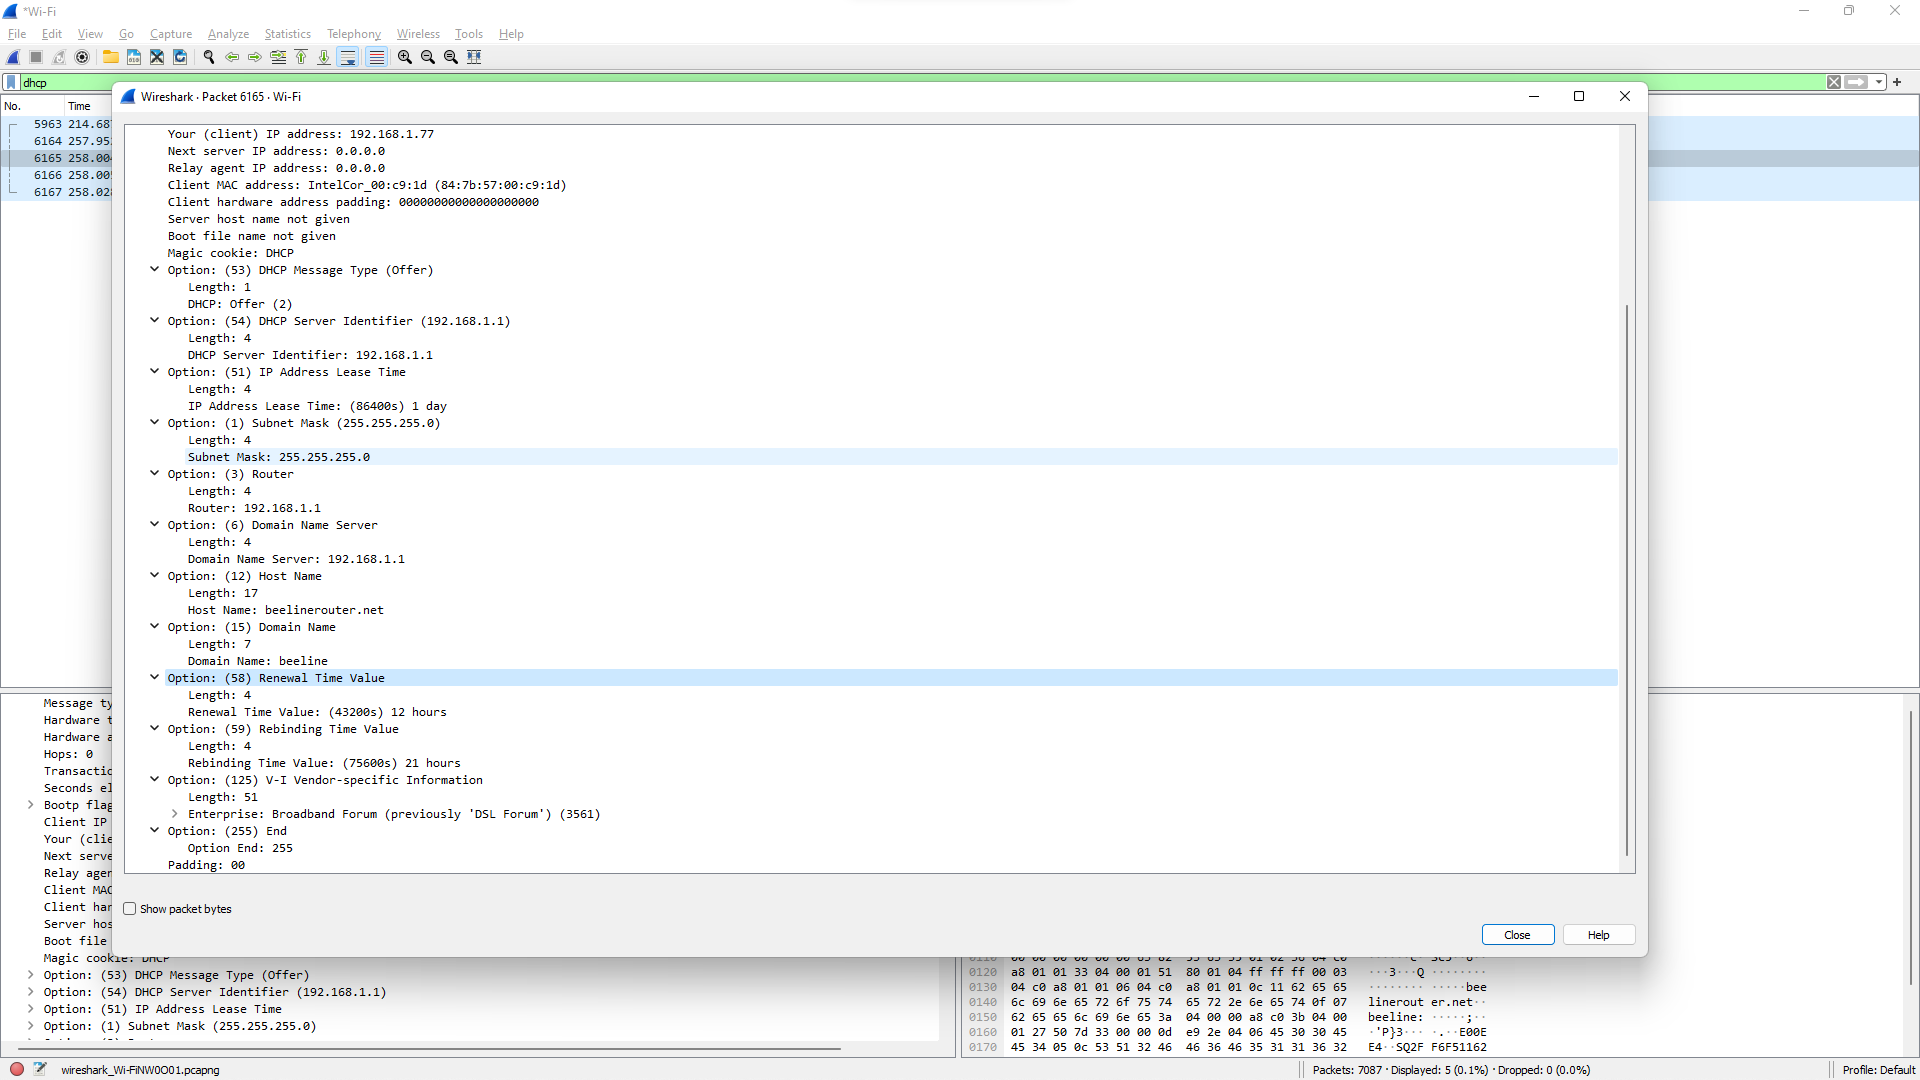 *Wi-Fi
File Edit View Go Capture Analyze Statistics Telephony Wireless Tools Help
dhcp
No. Time
5963 214.68
6164 257.95
6165 258.00
6166 258.00
6167 258.02
Wireshark · Packet 6165 · Wi-Fi
Your (client) IP address: 192.168.1.77
Next server IP address: 0.0.0.0
Relay agent IP address: 0.0.0.0
Client MAC address: IntelCor_00:c9:1d (84:7b:57:00:c9:1d)
Client hardware address padding: 00000000000000000000
Server host name not given
Boot file name not given
Magic cookie: DHCP
Option: (53) DHCP Message Type (Offer)
Length: 1
DHCP: Offer (2)
Option: (54) DHCP Server Identifier (192.168.1.1)
Length: 4
DHCP Server Identifier: 192.168.1.1
Option: (51) IP Address Lease Time
Length: 4
IP Address Lease Time: (86400s) 1 day
Option: (1) Subnet Mask (255.255.255.0)
Length: 4
Subnet Mask: 255.255.255.0
Option: (3) Router
Length: 4
Router: 192.168.1.1
Option: (6) Domain Name Server
Length: 4
Domain Name Server: 192.168.1.1
Option: (12) Host Name
Length: 17
Host Name: beelinerouter.net
Option: (15) Domain Name
Length: 7
Domain Name: beeline
Option: (58) Renewal Time Value
Length: 4
Renewal Time Value: (43200s) 12 hours
Option: (59) Rebinding Time Value
Length: 4
Rebinding Time Value: (75600s) 21 hours
Option: (125) V-I Vendor-specific Information
Length: 51
Enterprise: Broadband Forum (previously 'DSL Forum') (3561)
Option: (255) End
Option End: 255
Padding: 00
Show packet bytes
Close Help
Message ty
Hardware t
Hardware a
Hops: 0
Transactio
Seconds el
Bootp flag
Client IP
Your (clie
Next serve
Relay agen
Client MAC
Client har
Server hos
Boot file
Magic cookie: DHCP
Option: (53) DHCP Message Type (Offer)
Option: (54) DHCP Server Identifier (192.168.1.1)
Option: (51) IP Address Lease Time
Option: (1) Subnet Mask (255.255.255.0)
0120 a8 01 01 33 04 00 01 51 80 01 04 ff ff ff 00 03 ···3···Q ········
0130 04 c0 a8 01 01 06 04 c0 a8 01 01 0c 11 62 65 65 ········ ·····bee
0140 6c 69 6e 65 72 6f 75 74 65 72 2e 6e 65 74 0f 07 linerout er.net··
0150 62 65 65 6c 69 6e 65 3a 04 00 00 a8 c0 3b 04 00 beeline: ·····;··
0160 01 27 50 7d 33 00 00 0d e9 2e 04 06 45 30 30 45 ·'P}3··· ·.··E00E
0170 45 34 05 0c 53 51 32 46 46 36 46 35 31 31 36 32 E4··SQ2F F6F51162
wireshark_Wi-FiNW0O01.pcapng
Packets: 7087 · Displayed: 5 (0.1%) · Dropped: 0 (0.0%)
Profile: Default